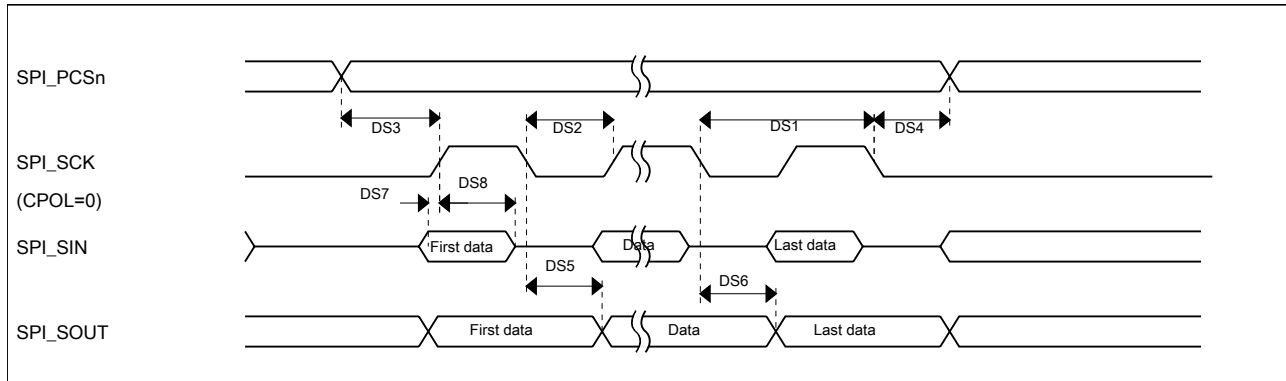 SPI_PCSn
DS3
DS2
DS1
DS4
SPI_SCK
(CPOL=0)
DS7
DS8
SPI_SIN
First data
Data
Last data
DS5
DS6
SPI_SOUT
First data
Data
Last data